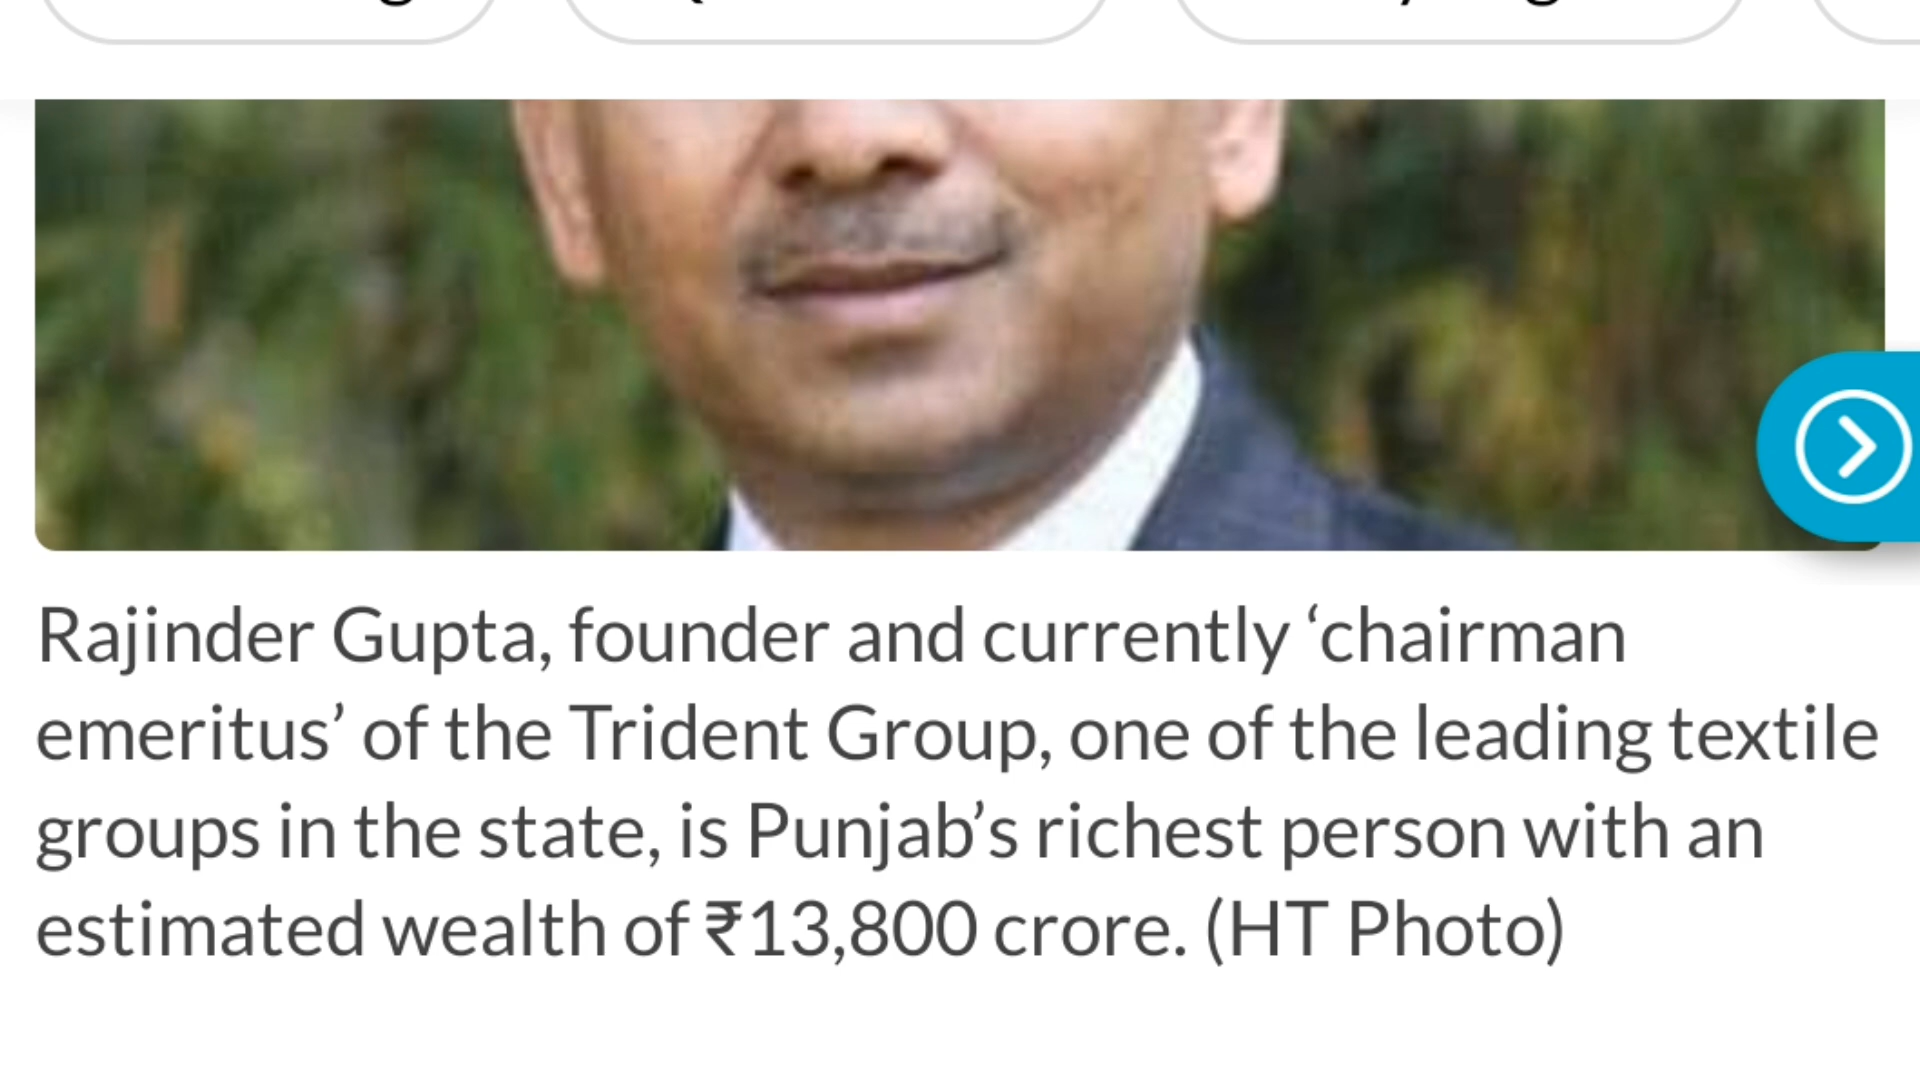 Rajinder Gupta, founder and currently ‘chairman
emeritus’ of the Trident Group, one of the leading textile
groups in the state, is Punjab’s richest person with an
estimated wealth of ₹13,800 crore. (HT Photo)